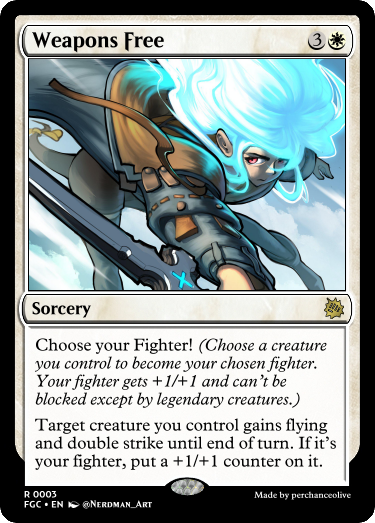 Weapons Free 3
Sorcery
Choose your Fighter! (Choose a creature
you control to become your chosen fighter.
Your fighter gets +1/+1 and can't be
blocked except by legendary creatures.)
Target creature you control gains flying
and double strike until end of turn. If it's
your fighter, put a +1/+1 counter on it.
R 0003
FGC • EN @Nerdman_Art
Made by perchanceolive